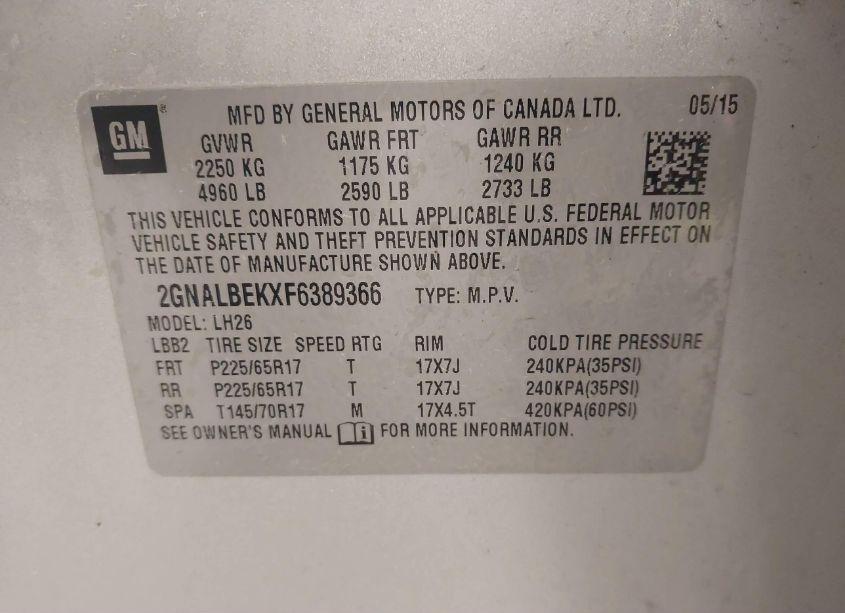 GM ® MFD BY GENERAL MOTORS OF CANADA LTD. 05/15
GVWR GAWR FRT GAWR RR
2250 KG 1175 KG 1240 KG
4960 LB 2590 LB 2733 LB
THIS VEHICLE CONFORMS TO ALL APPLICABLE U.S. FEDERAL MOTOR
VEHICLE SAFETY AND THEFT PREVENTION STANDARDS IN EFFECT ON
THE DATE OF MANUFACTURE SHOWN ABOVE.
2GNALBEKXF6389366 TYPE: M.P.V.
MODEL: LH26
LBB2 TIRE SIZE SPEED RTG RIM COLD TIRE PRESSURE
FRT P225/65R17 T 17X7J 240KPA(35PSI)
RR P225/65R17 T 17X7J 240KPA(35PSI)
SPA T145/70R17 M 17X4.5T 420KPA(60PSI)
SEE OWNER'S MANUAL i FOR MORE INFORMATION.